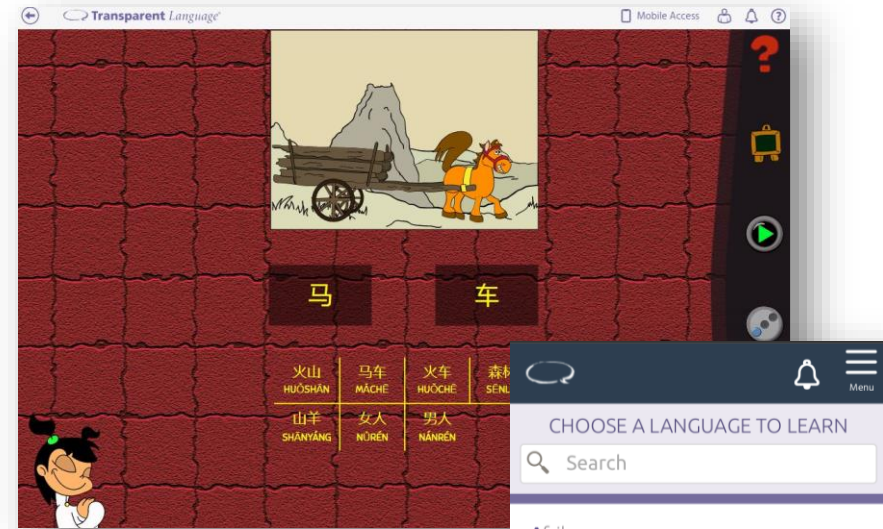 Transparent Language
Mobile Access
马 车
火山 马车 火车
HUǑSHĀN MǍCHĒ HUǑCHĒ
山羊 女人 男人
SHĀNYÁNG NǙRÉN NÁNRÉN
Menu
CHOOSE A LANGUAGE TO LEARN
Search